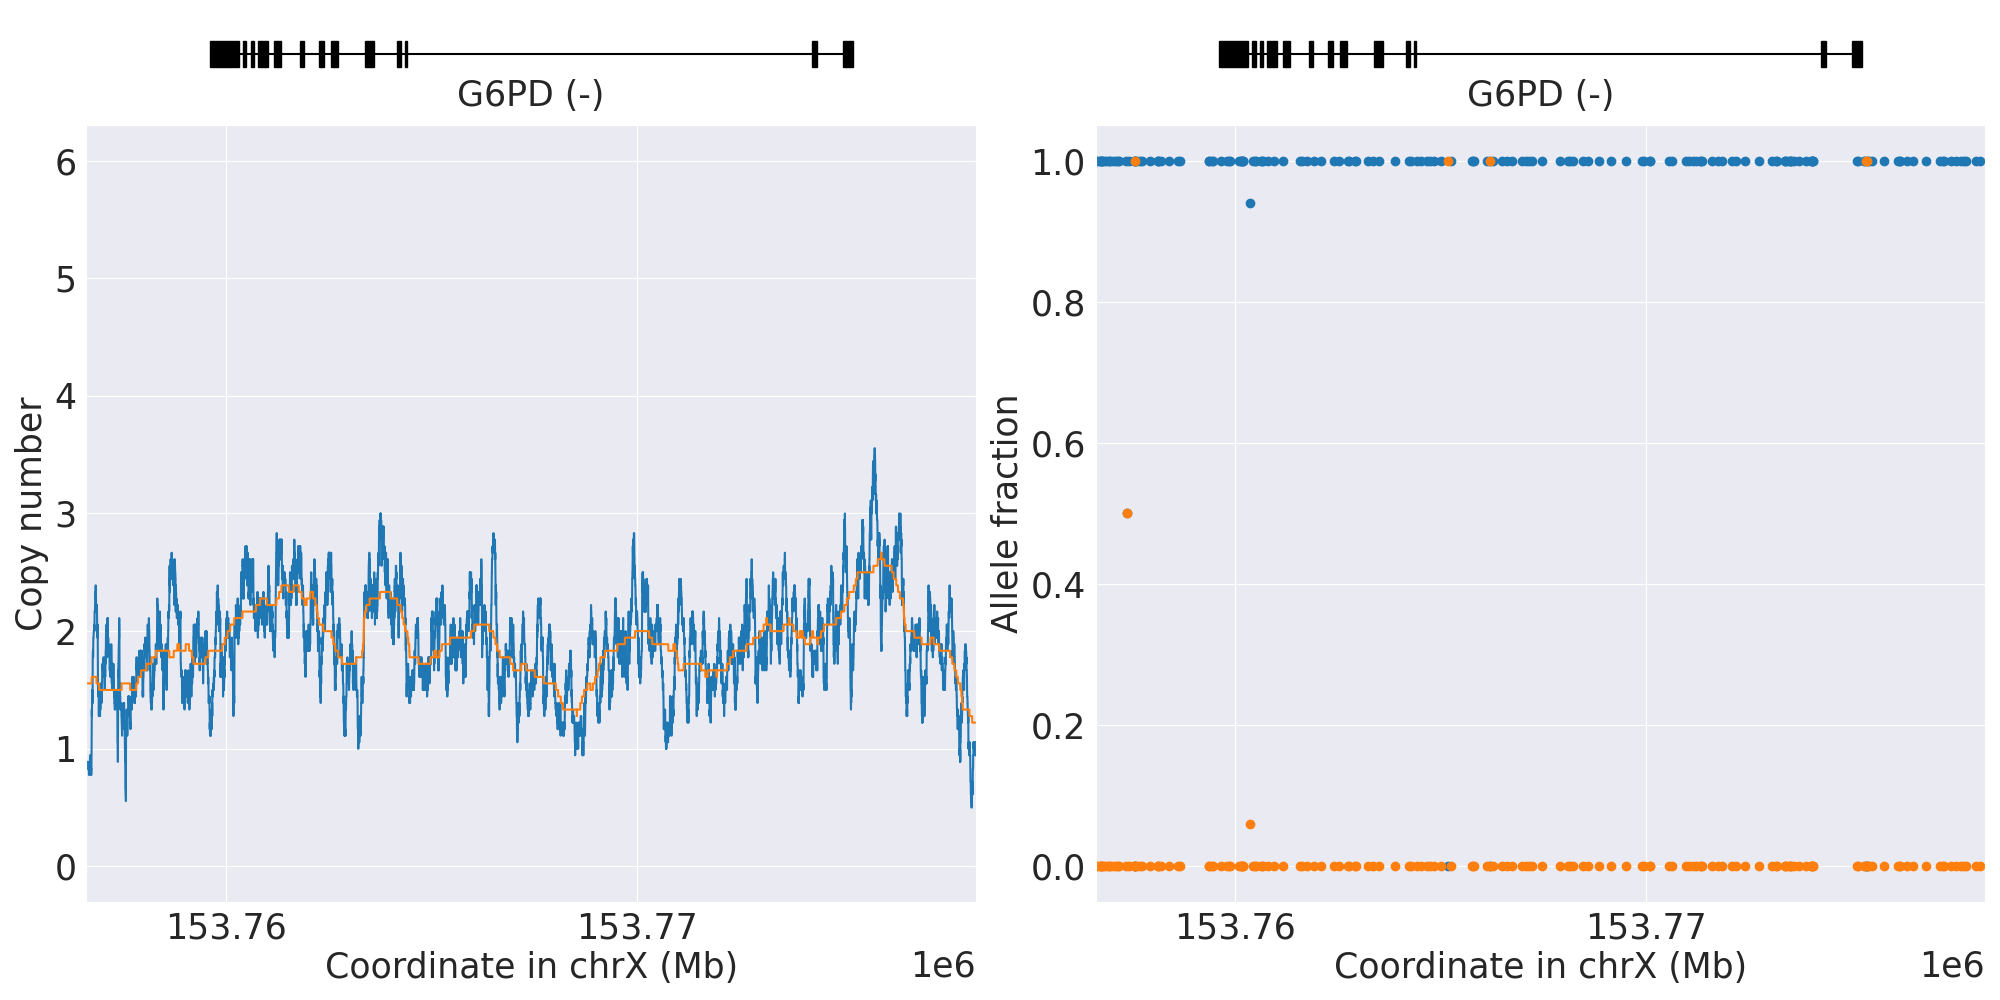 G6PD (-)
6
5
4
3
2
1
0
Copy number
153.76
153.77
Coordinate in chrX (Mb)
1e6
G6PD (-)
1.0
0.8
0.6
0.4
0.2
0.0
Allele fraction
153.76
153.77
Coordinate in chrX (Mb)
1e6